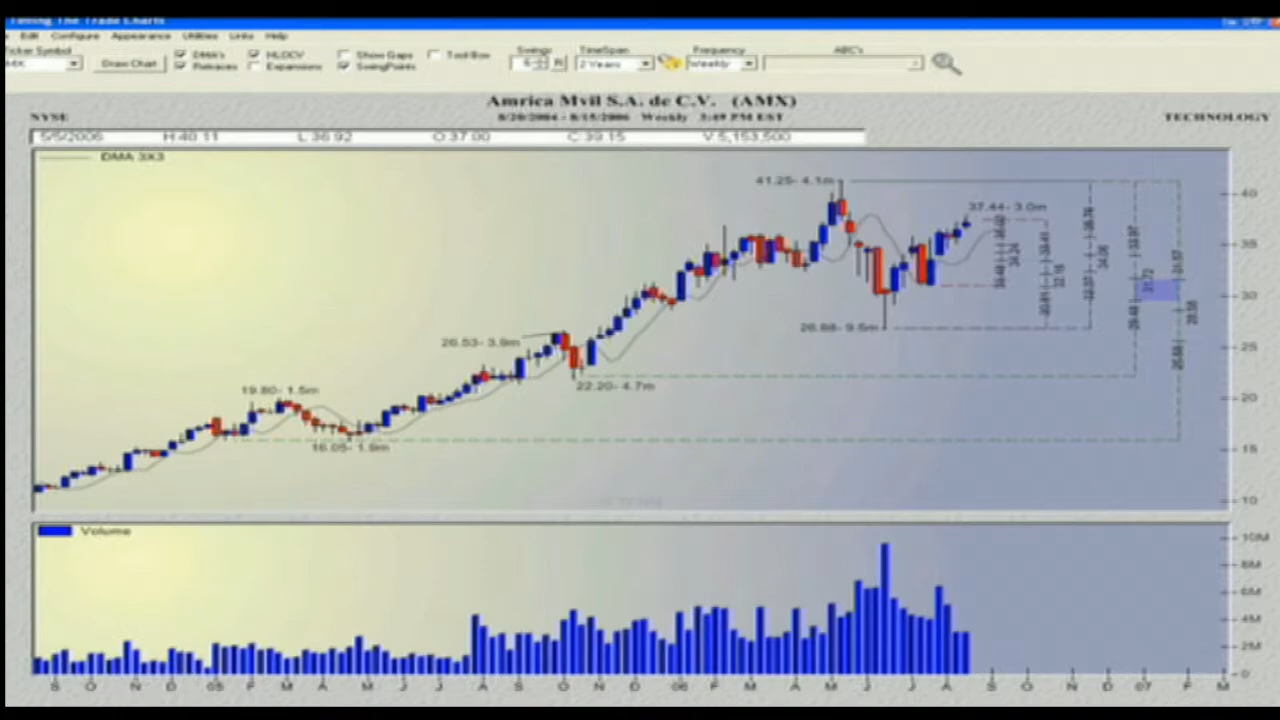 Timing The Trade Charts
Edit Configure Appearance Utilities Links Help
Ticker Symbol
Draw Chart
DMA's
HLOCV
Show Gaps
Tool Box
Retraces
Expansions
SwingPoints
Swings
TimeSpan
2 Years
Frequency
Weekly
ABC's
Amrica Mvil S.A. de C.V. (AMX)
NYSE
8/20/2004 - 8/15/2006 Weekly 3:49 PM EST
TECHNOLOGY
5/5/2006 H:40.11 L:36.92 O:37.00 C:39.15 V:5,153,500
DMA 3X3
41.25- 4.1m
37.44- 3.0m
26.88- 9.5m
26.53- 3.9m
22.20- 4.7m
19.80- 1.5m
16.05- 1.9m
40
35
30
25
20
15
10
Volume
10M
8M
6M
4M
2M
0
S O N D 05 F M A M J J A S O N D 06 F M A M J J A S O N D 07 F M